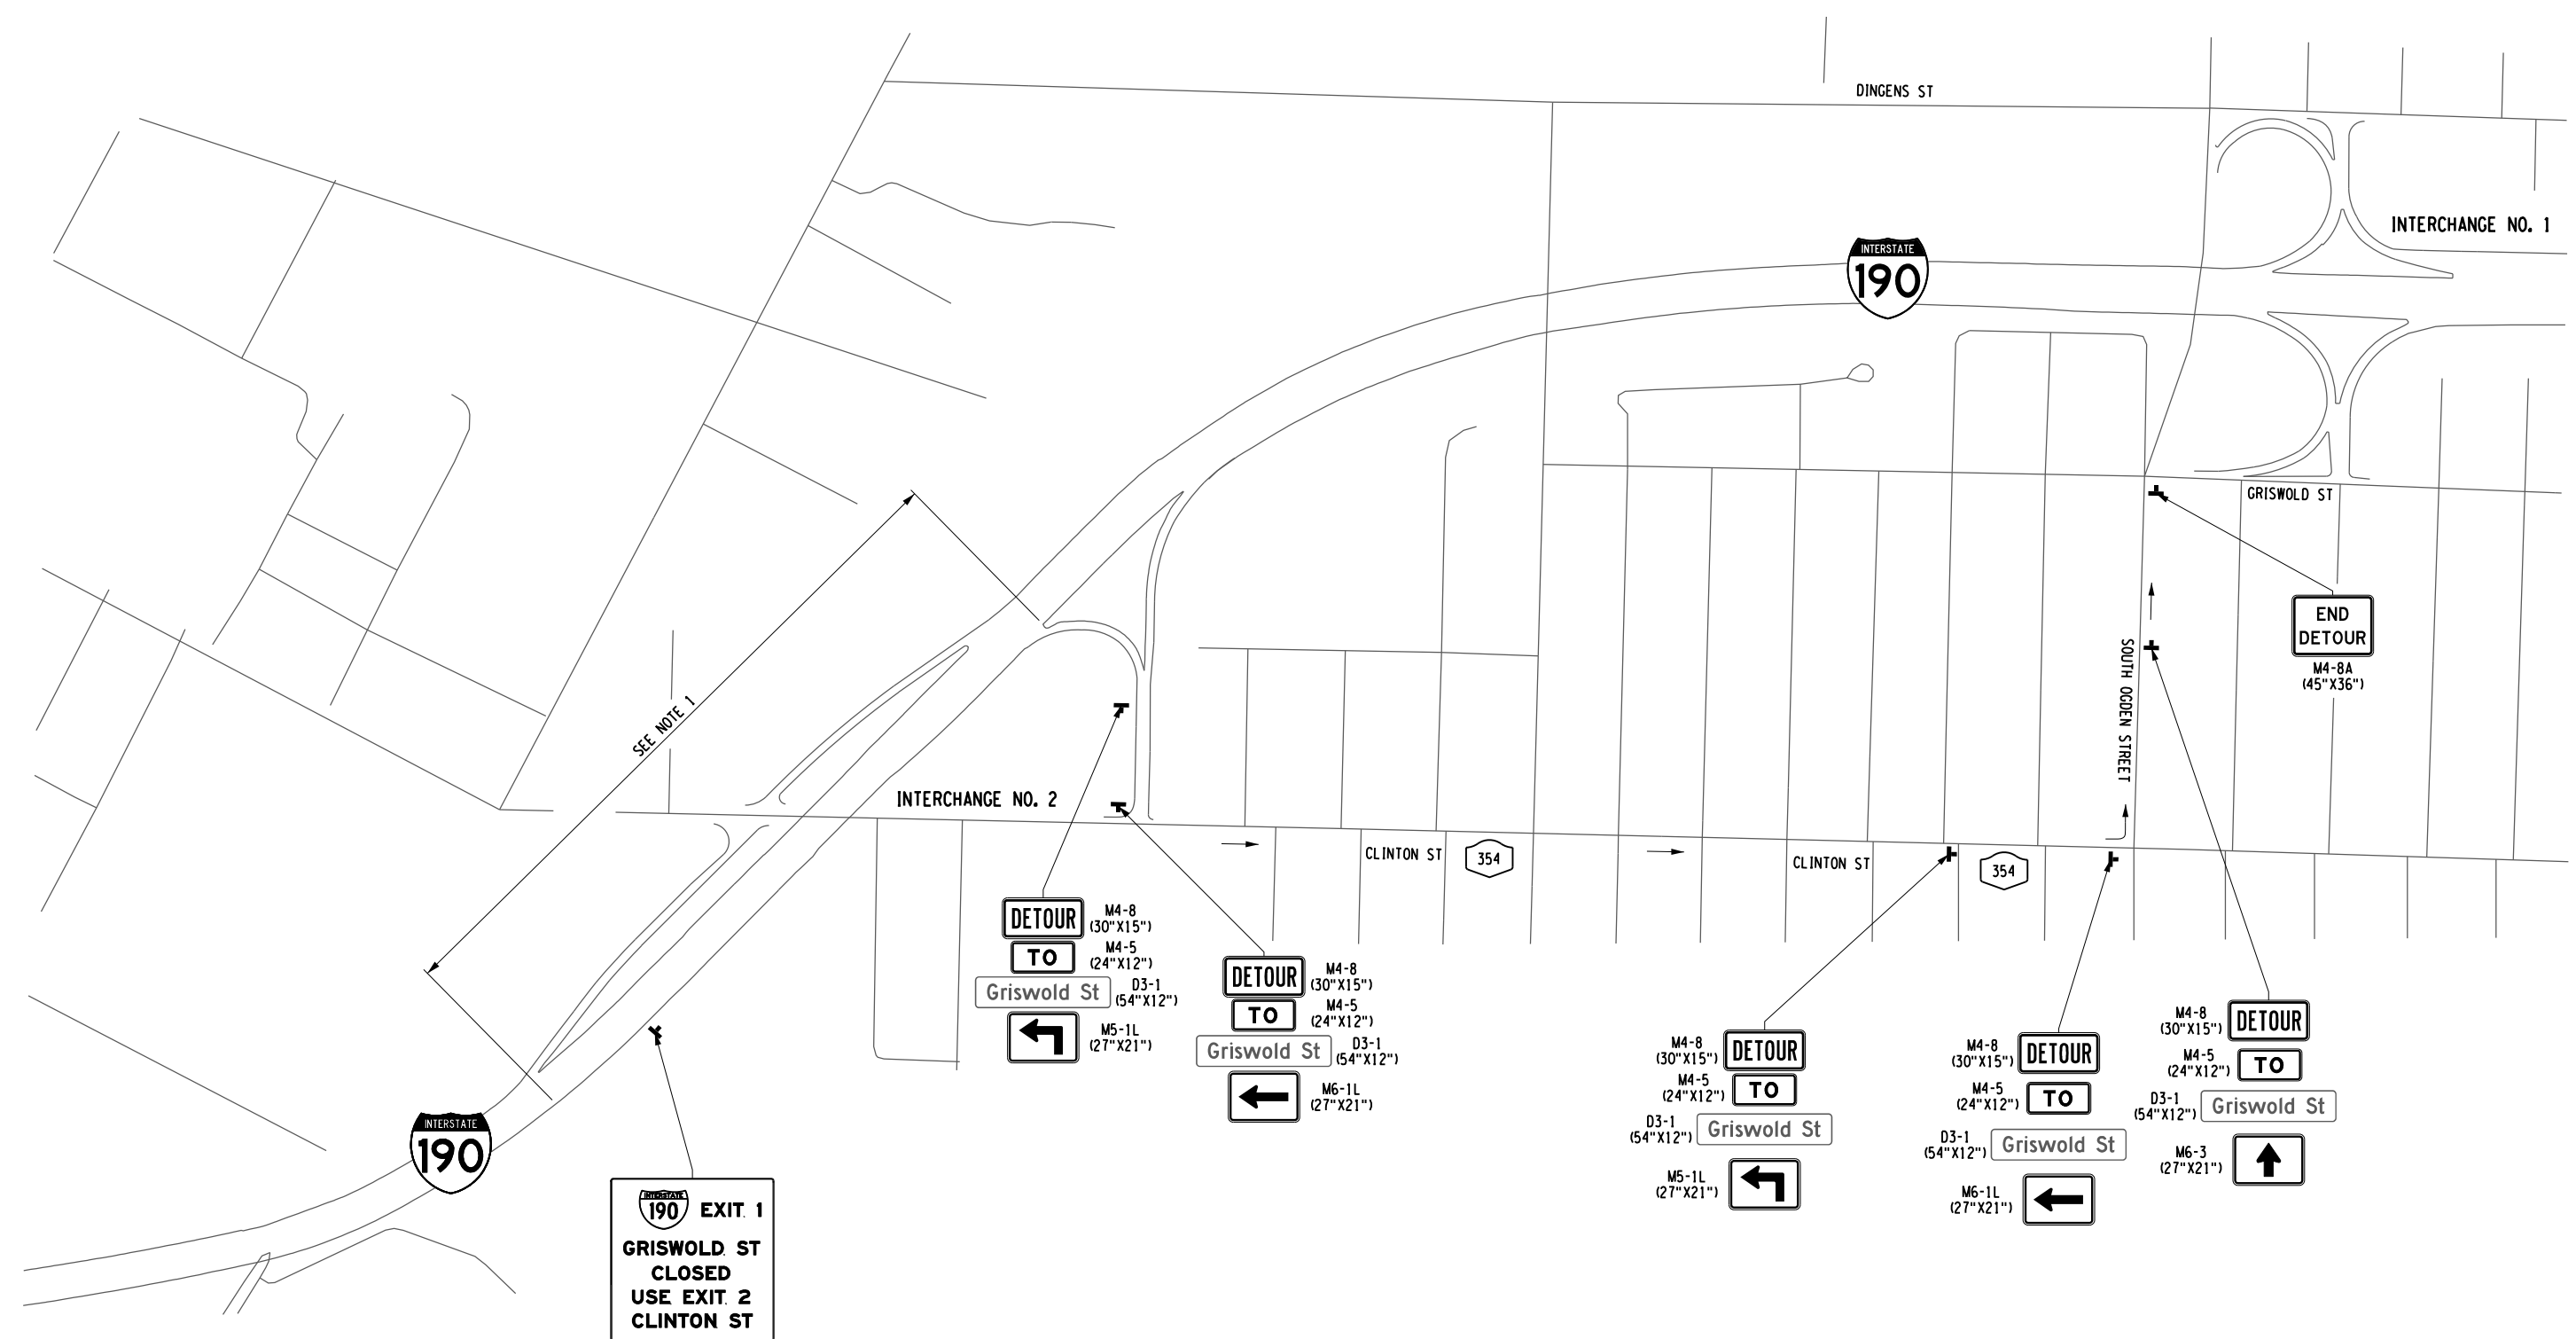 DINGENS ST
INTERCHANGE NO. 1
INTERSTATE
190
GRISWOLD ST
END
DETOUR
M4-8A
(45"X36")
SOUTH OGDEN STREET
SEE NOTE 1
INTERCHANGE NO. 2
CLINTON ST
354
CLINTON ST
354
DETOUR
M4-8
(30"X15")
TO
M4-5
(24"X12")
Griswold St
D3-1
(54"X12")
M5-1L
(27"X21")
DETOUR
M4-8
(30"X15")
TO
M4-5
(24"X12")
Griswold St
D3-1
(54"X12")
M6-1L
(27"X21")
M4-8
(30"X15")
DETOUR
M4-5
(24"X12")
TO
D3-1
(54"X12")
Griswold St
M5-1L
(27"X21")
M4-8
(30"X15")
DETOUR
M4-5
(24"X12")
TO
D3-1
(54"X12")
Griswold St
M6-1L
(27"X21")
M4-8
(30"X15")
DETOUR
M4-5
(24"X12")
TO
D3-1
(54"X12")
Griswold St
M6-3
(27"X21")
INTERSTATE
190
INTERSTATE
190 EXIT 1
GRISWOLD ST
CLOSED
USE EXIT 2
CLINTON ST